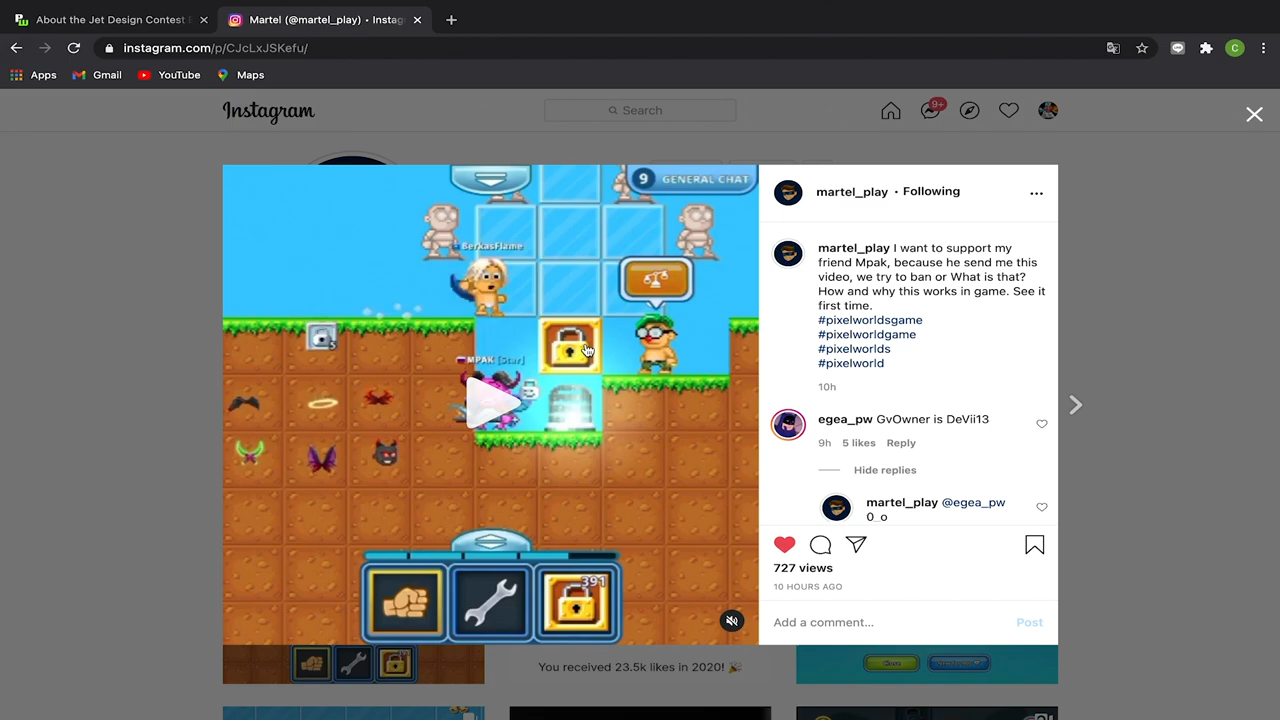 About the Jet Design Contest
Martel (@martel_play) • Instag
instagram.com/p/CJcLxJSKefu/
C
Apps
Gmail
YouTube
Maps
Instagram
Search
9+
9 GENERAL CHAT
BerkasFlame
MPAK [Star]
5
391
martel_play • Following
martel_play I want to support my
friend Mpak, because he send me this
video, we try to ban or What is that?
How and why this works in game. See it
first time.
#pixelworldsgame
#pixelworldgame
#pixelworlds
#pixelworld
10h
egea_pw GvOwner is DeVii13
9h 5 likes Reply
Hide replies
martel_play @egea_pw
0_o
727 views
10 HOURS AGO
Add a comment... Post
You received 23.5k likes in 2020!
Close